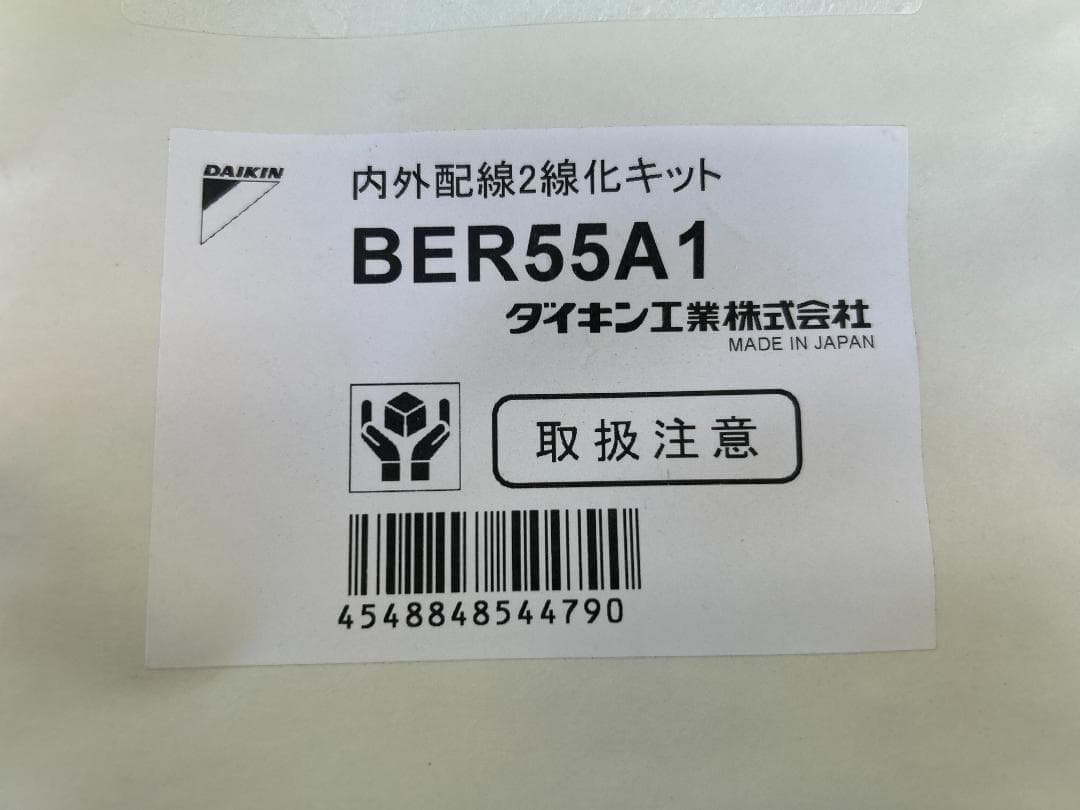 DAIKIN
内外配線2線化キット
BER55A1
ダイキン工業株式会社
MADE IN JAPAN
取扱注意
4548848544790